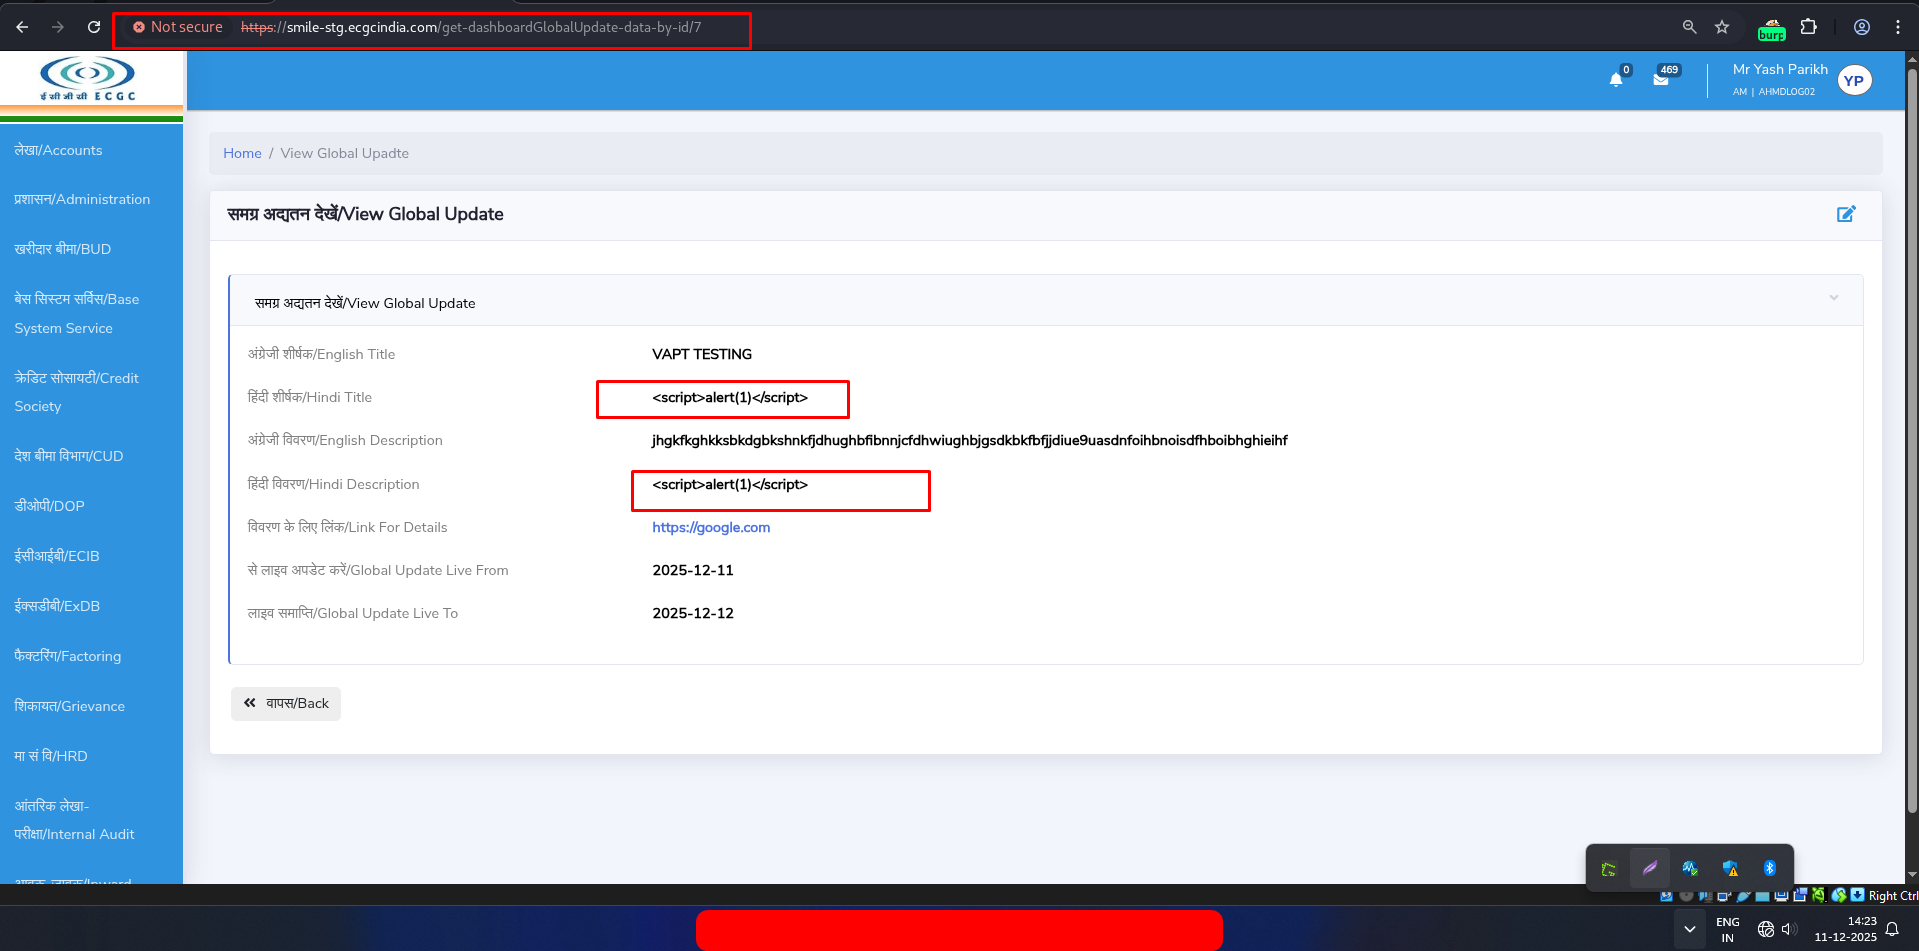 Not secure https://smile-stg.ecgcindia.com/get-dashboardGlobalUpdate-data-by-id/7
burp
ई सी जी सी ECGC
0
469
Mr Yash Parikh
AM | AHMDLOG02
YP
लेखा/Accounts
प्रशासन/Administration
खरीदार बीमा/BUD
बेस सिस्टम सर्विस/Base
System Service
क्रेडिट सोसायटी/Credit
Society
देश बीमा विभाग/CUD
डीओपी/DOP
ईसीआईबी/ECIB
ईक्सडीबी/ExDB
फैक्टरिंग/Factoring
शिकायत/Grievance
मा सं वि/HRD
आंतरिक लेखा-
परीक्षा/Internal Audit
आवक-जावक/Inward
Home / View Global Upadte
समग्र अद्यतन देखें/View Global Update
समग्र अद्यतन देखें/View Global Update
अंग्रेजी शीर्षक/English Title VAPT TESTING
हिंदी शीर्षक/Hindi Title <script>alert(1)</script>
अंग्रेजी विवरण/English Description jhgkfkghkksbkdgbkshnkfjdhughbfibnnjcfdhwiughbjgsdkbkfbfjjdiue9uasdnfoihbnoisdfhboibhghieihf
हिंदी विवरण/Hindi Description <script>alert(1)</script>
विवरण के लिए लिंक/Link For Details https://google.com
से लाइव अपडेट करें/Global Update Live From 2025-12-11
लाइव समाप्ति/Global Update Live To 2025-12-12
वापस/Back
Right Ctrl
ENG
IN
14:23
11-12-2025